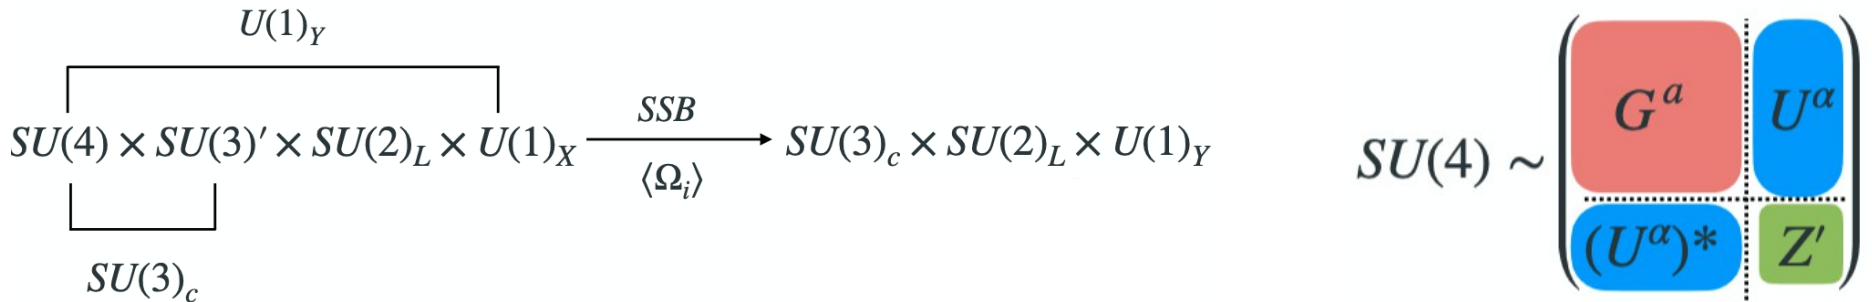 U(1)_Y
SU(4) × SU(3)′ × SU(2)_L × U(1)_X
SSB
⟨Ω_i⟩
SU(3)_c × SU(2)_L × U(1)_Y
SU(3)_c
SU(4) ~
G^a U^α
(U^α)* Z′